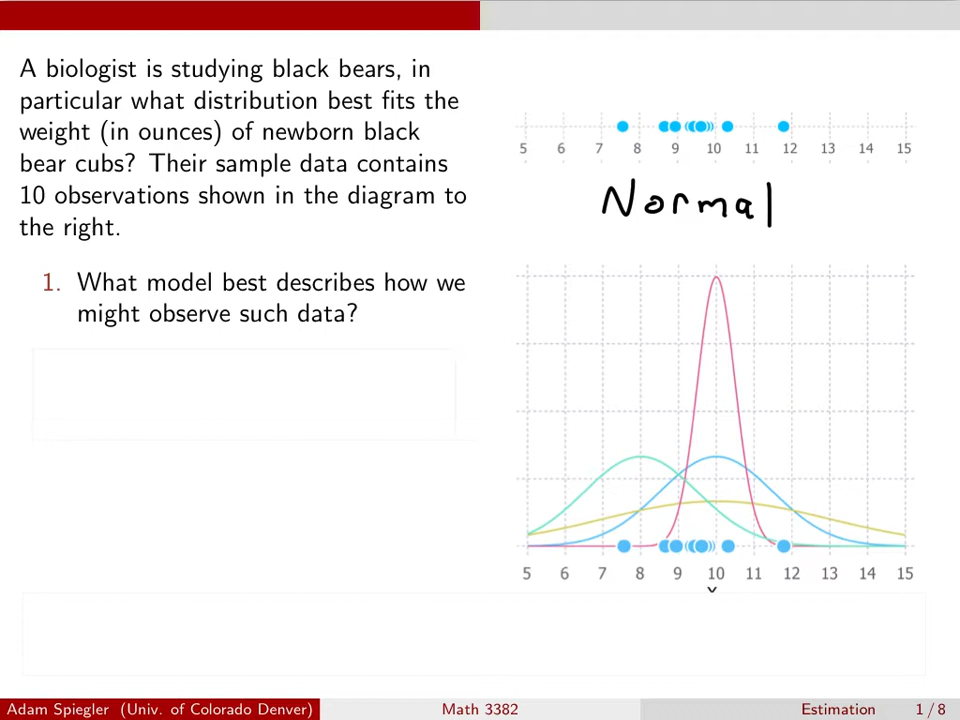 A biologist is studying black bears, in
particular what distribution best fits the
weight (in ounces) of newborn black
bear cubs? Their sample data contains
10 observations shown in the diagram to
the right.
1. What model best describes how we
might observe such data?
5 6 7 8 9 10 11 12 13 14 15
Normal
5 6 7 8 9 10 11 12 13 14 15
Adam Spiegler (Univ. of Colorado Denver) Math 3382 Estimation 1 / 8